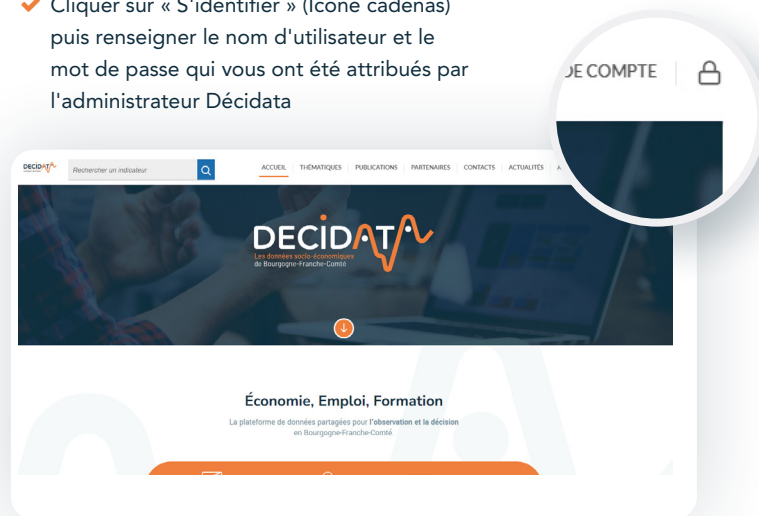 ✓ Cliquer sur « S'identifier » (Icône cadenas)
puis renseigner le nom d'utilisateur et le
mot de passe qui vous ont été attribués par
l'administrateur Décidata
DE COMPTE
DECIDATA
Rechercher un indicateur
ACCUEIL THÉMATIQUES PUBLICATIONS PARTENAIRES CONTACTS ACTUALITÉS
DECIDATA
Les données socio-économiques
de Bourgogne-Franche-Comté
Économie, Emploi, Formation
La plateforme de données partagées pour l'observation et la décision
en Bourgogne-Franche-Comté